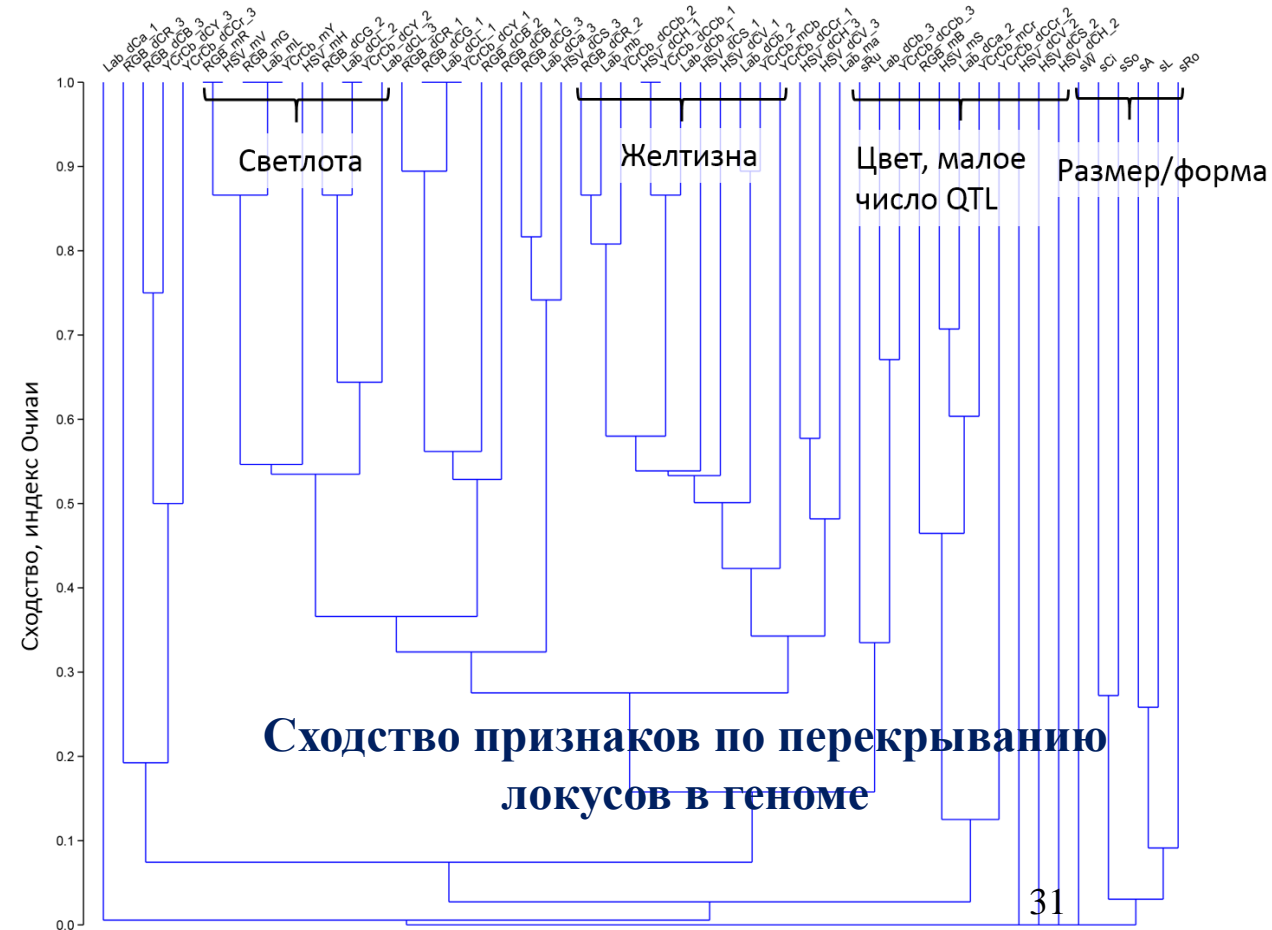 Lab_dCa_1
RGB_dCR_3
RGB_dCB_3
YCrCb_dCY_3
YCrCb_dCCr_3
RGB_mR
HSV_mV
RGB_mG
Lab_mL
YCrCb_mY
HSV_mH
RGB_dCG_2
Lab_dCL_2
YCrCb_dCY_2
Lab_dCL_3
RGB_dCR_1
RGB_dCG_1
Lab_dCL_1
YCrCb_dCY_1
RGB_dCB_2
RGB_dCB_1
RGB_dCG_3
Lab_dCa_3
HSV_dCS_3
RGB_dCR_2
Lab_mb
YCrCb_dCCb_2
HSV_dCH_1
YCrCb_dCCb_1
Lab_dCb_1
HSV_dCS_1
HSV_dCV_1
Lab_dCb_2
YCrCb_mCb
YCrCb_dCCr_1
HSV_dCH_3
HSV_dCV_3
Lab_ma
sRu
Lab_dCb_3
YCrCb_dCCb_3
RGB_mB
HSV_mS
Lab_dCa_2
YCrCb_mCr
YCrCb_dCCr_2
HSV_dCV_2
HSV_dCS_2
HSV_dCH_2
sW
sCi
sSo
sA
sL
sRo
Светлота
Желтизна
Цвет, малое
число QTL
Размер/форма
1.0
0.9
0.8
0.7
0.6
0.5
0.4
0.3
0.2
0.1
0.0
Сходство, индекс Очиаи
Сходство признаков по перекрыванию
локусов в геноме
31